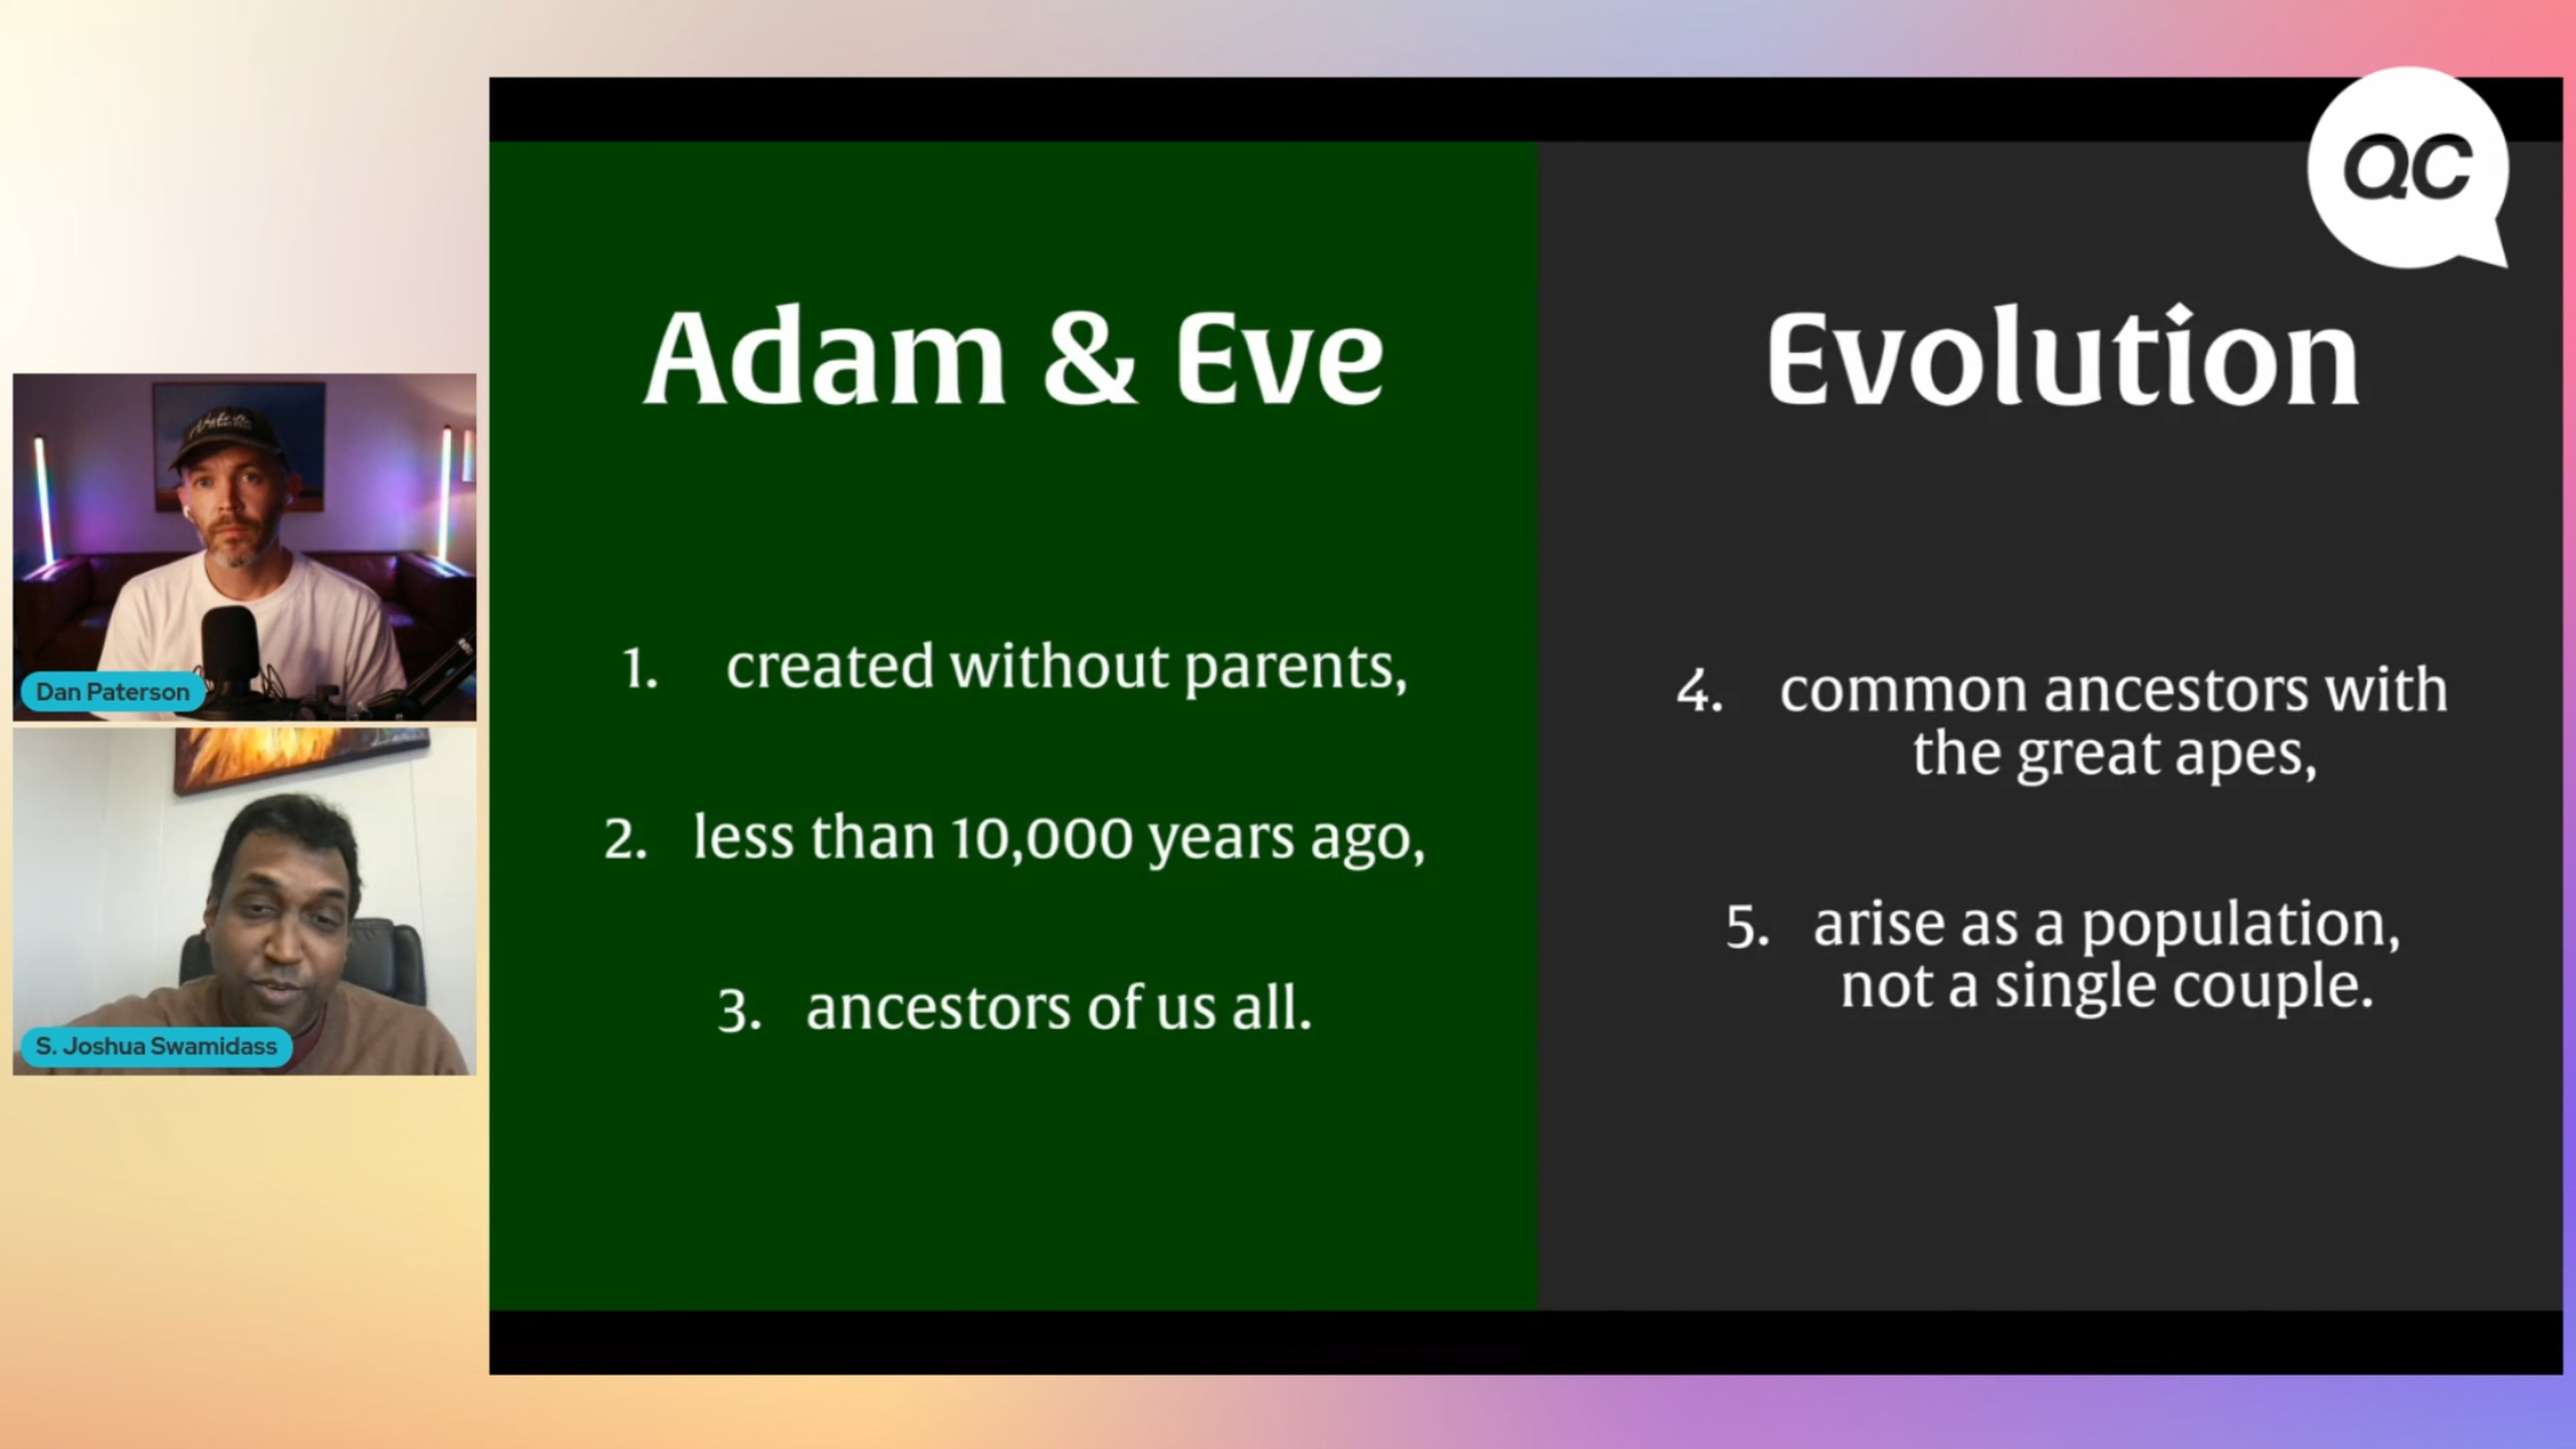 QC
Adam & Eve
1. created without parents,
2. less than 10,000 years ago,
3. ancestors of us all.
Evolution
4. common ancestors with
the great apes,
5. arise as a population,
not a single couple.
Dan Paterson
S. Joshua Swamidass